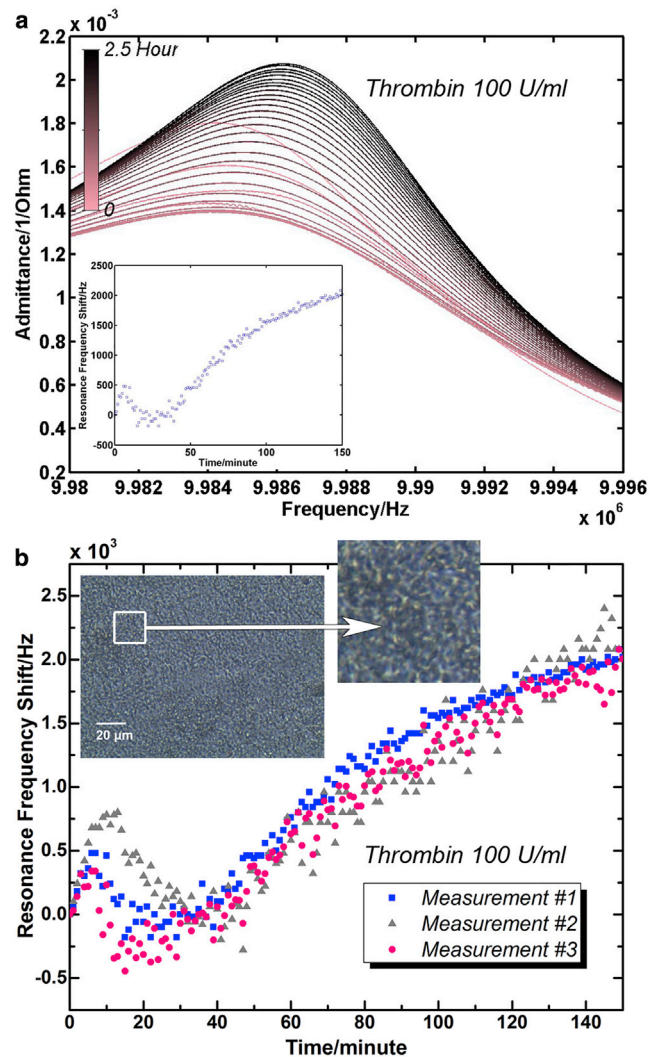 a
x 10⁻³
2.2
2
1.8
1.6
1.4
1.2
1
0.8
0.6
0.4
0.2
Admittance/1/Ohm
2.5 Hour
0
Thrombin 100 U/ml
2500
2000
1500
1000
500
0
-500
Resonance Frequency Shift/Hz
0 50 100 150
Time/minute
9.98 9.982 9.984 9.986 9.988 9.99 9.992 9.994 9.996
Frequency/Hz
x 10⁶
b
x 10³
2.5
2.0
1.5
1.0
0.5
0.0
-0.5
Resonance Frequency Shift/Hz
20 µm
Thrombin 100 U/ml
Measurement #1
Measurement #2
Measurement #3
0 20 40 60 80 100 120 140
Time/minute